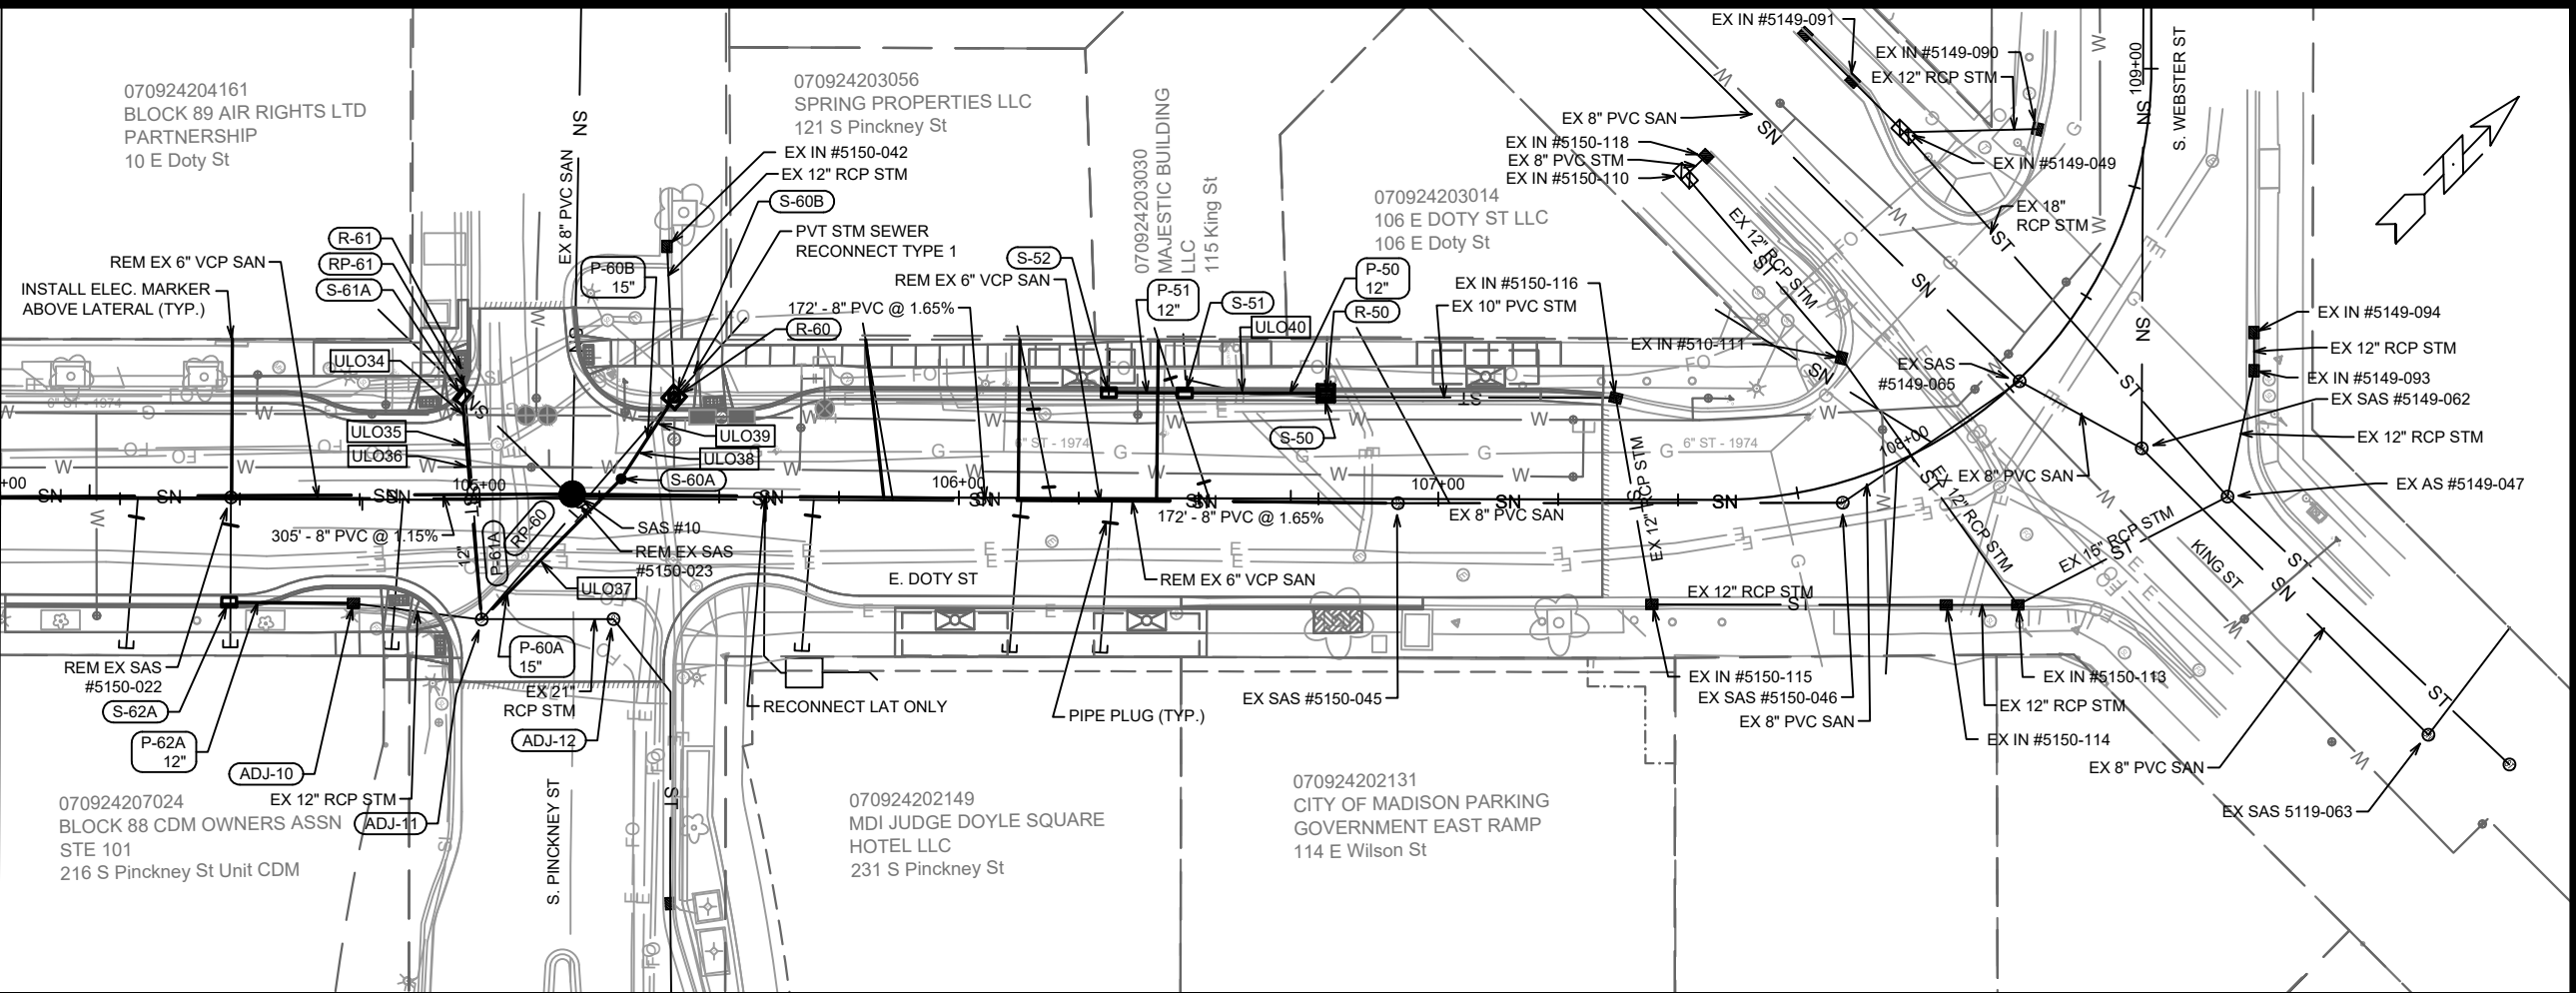 070924204161
BLOCK 89 AIR RIGHTS LTD
PARTNERSHIP
10 E Doty St
070924203056
SPRING PROPERTIES LLC
121 S Pinckney St
EX IN #5150-042
EX 12" RCP STM
S-60B
PVT STM SEWER
RECONNECT TYPE 1
R-60
EX 8" PVC SAN
SN
P-60B
15"
REM EX 6" VCP SAN
172' - 8" PVC @ 1.65%
R-61
RP-61
S-61A
REM EX 6" VCP SAN
INSTALL ELEC. MARKER
ABOVE LATERAL (TYP.)
ULO34
ULO35
ULO36
S-52
070924203030
MAJESTIC BUILDING
LLC
115 King St
P-51
12"
S-51
ULO40
P-50
12"
R-50
S-50
070924203014
106 E DOTY ST LLC
106 E Doty St
EX IN #5150-116
EX 10" PVC STM
EX 8" PVC SAN
EX IN #5150-118
EX 8" PVC STM
EX IN #5150-110
EX 12" RCP STM
EX IN #510-111
EX IN #5149-091
EX IN #5149-090
EX 12" RCP STM
EX IN #5149-049
EX 18"
RCP STM
109+00
S. WEBSTER ST
EX SAS
#5149-065
EX IN #5149-094
EX 12" RCP STM
EX IN #5149-093
EX SAS #5149-062
EX 12" RCP STM
EX AS #5149-047
EX 8" PVC SAN
6" ST - 1974
6" ST - 1974
6" ST - 1974
ULO39
ULO38
S-60A
+00
105+00
106+00
107+00
108+00
SAS #10
REM EX SAS
#5150-023
305' - 8" PVC @ 1.15%
12"
P-61A
RP-60
ULO37
172' - 8" PVC @ 1.65%
EX 8" PVC SAN
EX 12" RCP STM
EX 12" RCP STM
EX 15" RCP STM
KING ST
E. DOTY ST
REM EX 6" VCP SAN
EX 12" RCP STM
REM EX SAS
#5150-022
S-62A
P-62A
12"
ADJ-10
EX 12" RCP STM
ADJ-11
P-60A
15"
EX 21"
RCP STM
ADJ-12
RECONNECT LAT ONLY
PIPE PLUG (TYP.)
EX SAS #5150-045
EX IN #5150-115
EX SAS #5150-046
EX 8" PVC SAN
EX IN #5150-113
EX 12" RCP STM
EX IN #5150-114
EX 8" PVC SAN
EX SAS 5119-063
S. PINCKNEY ST
070924207024
BLOCK 88 CDM OWNERS ASSN
STE 101
216 S Pinckney St Unit CDM
070924202149
MDI JUDGE DOYLE SQUARE
HOTEL LLC
231 S Pinckney St
070924202131
CITY OF MADISON PARKING
GOVERNMENT EAST RAMP
114 E Wilson St